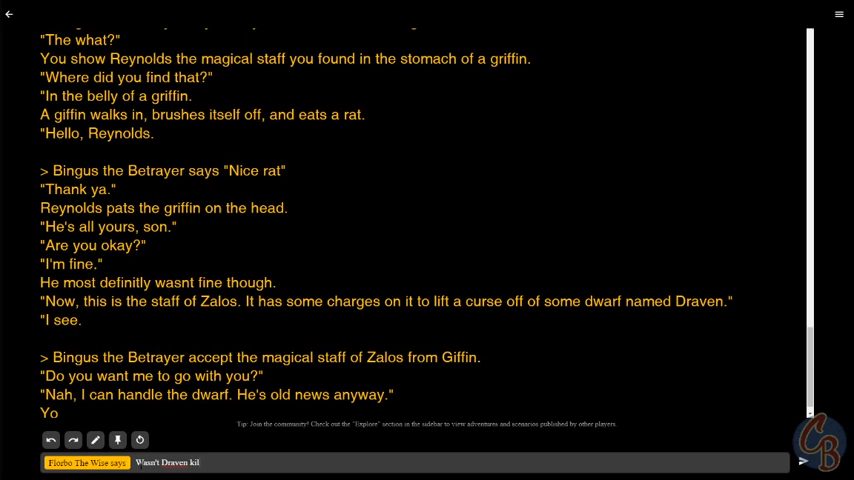 "The what?"
You show Reynolds the magical staff you found in the stomach of a griffin.
"Where did you find that?"
"In the belly of a griffin.
A giffin walks in, brushes itself off, and eats a rat.
"Hello, Reynolds.
> Bingus the Betrayer says "Nice rat"
"Thank ya."
Reynolds pats the griffin on the head.
"He's all yours, son."
"Are you okay?"
"I'm fine."
He most definitly wasnt fine though.
"Now, this is the staff of Zalos. It has some charges on it to lift a curse off of some dwarf named Draven."
"I see.
> Bingus the Betrayer accept the magical staff of Zalos from Giffin.
"Do you want me to go with you?"
"Nah, I can handle the dwarf. He's old news anyway."
Yo
Tip: Join the community! Check out the "Explore" section in the sidebar to view adventures and scenarios published by other players.
Florbo The Wise says Wasn't Draven kil
CB